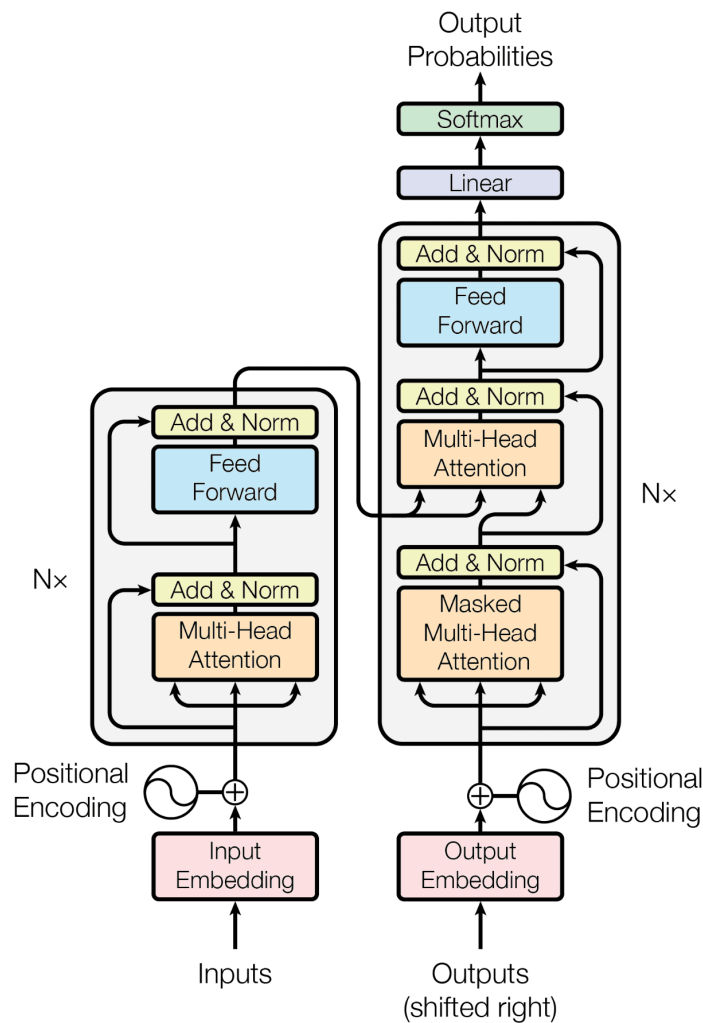 Output
Probabilities
Softmax
Linear
Add & Norm
Feed
Forward
Add & Norm
Multi-Head
Attention
Add & Norm
Masked
Multi-Head
Attention
N×
Add & Norm
Feed
Forward
Add & Norm
Multi-Head
Attention
N×
Positional
Encoding
Positional
Encoding
Input
Embedding
Output
Embedding
Inputs
Outputs
(shifted right)